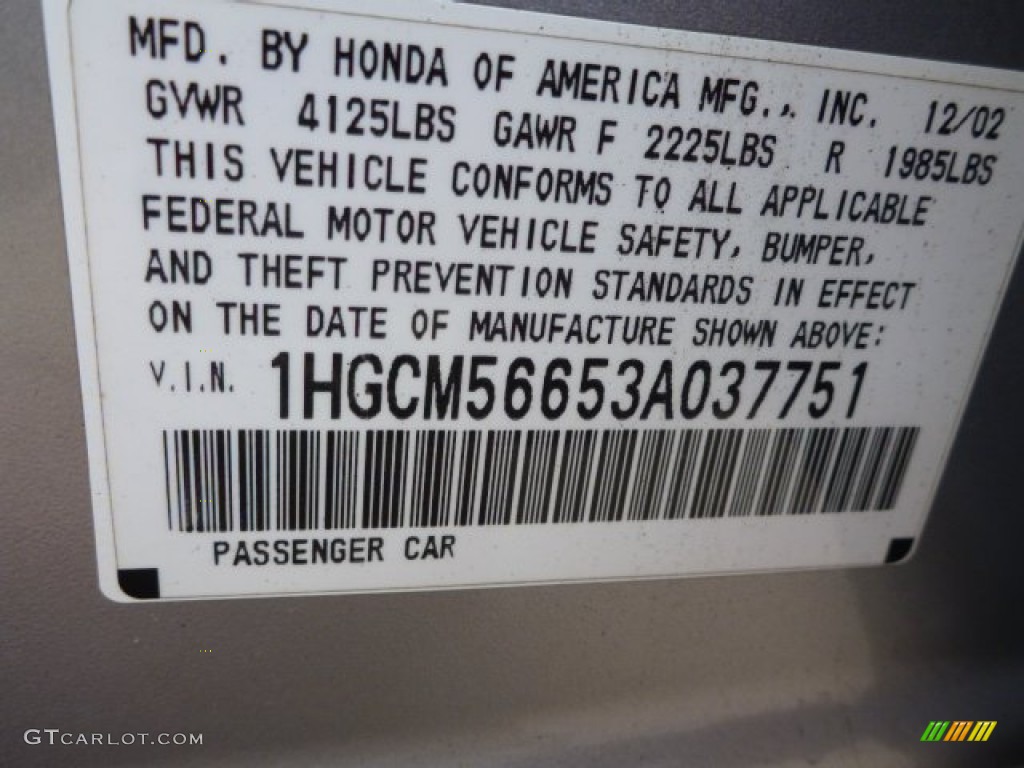 MFD. BY HONDA OF AMERICA MFG., INC. 12/02
GVWR 4125LBS GAWR F 2225LBS R 1985LBS
THIS VEHICLE CONFORMS TO ALL APPLICABLE
FEDERAL MOTOR VEHICLE SAFETY, BUMPER,
AND THEFT PREVENTION STANDARDS IN EFFECT
ON THE DATE OF MANUFACTURE SHOWN ABOVE:
V.I.N. 1HGCM56653A037751
PASSENGER CAR
GTCARLOT.COM